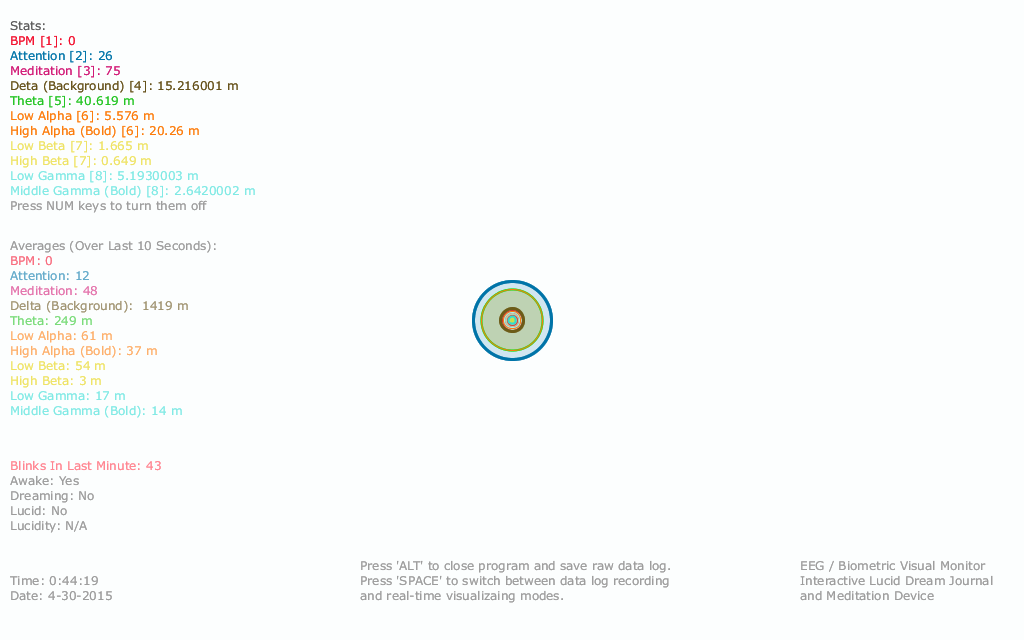 Stats:
BPM [1]: 0
Attention [2]: 26
Meditation [3]: 75
Deta (Background) [4]: 15.216001 m
Theta [5]: 40.619 m
Low Alpha [6]: 5.576 m
High Alpha (Bold) [6]: 20.26 m
Low Beta [7]: 1.665 m
High Beta [7]: 0.649 m
Low Gamma [8]: 5.1930003 m
Middle Gamma (Bold) [8]: 2.6420002 m
Press NUM keys to turn them off
Averages (Over Last 10 Seconds):
BPM: 0
Attention: 12
Meditation: 48
Delta (Background): 1419 m
Theta: 249 m
Low Alpha: 61 m
High Alpha (Bold): 37 m
Low Beta: 54 m
High Beta: 3 m
Low Gamma: 17 m
Middle Gamma (Bold): 14 m
Blinks In Last Minute: 43
Awake: Yes
Dreaming: No
Lucid: No
Lucidity: N/A
Time: 0:44:19
Date: 4-30-2015
Press 'ALT' to close program and save raw data log.
Press 'SPACE' to switch between data log recording
and real-time visualizaing modes.
EEG / Biometric Visual Monitor
Interactive Lucid Dream Journal
and Meditation Device